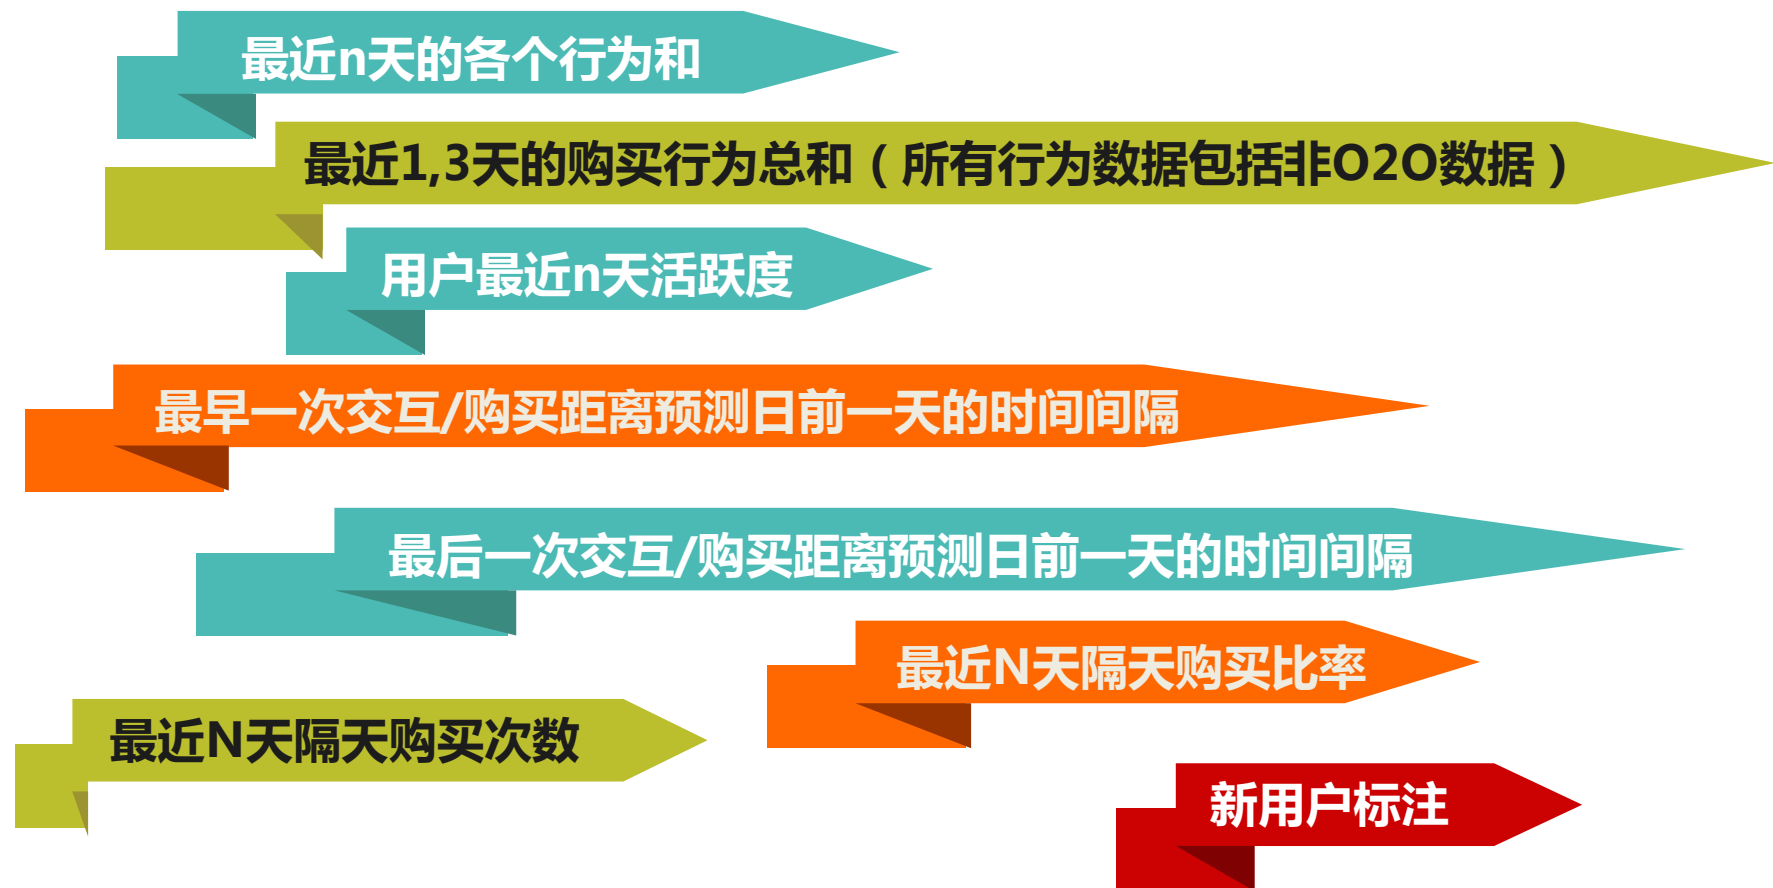 最近n天的各个行为和
最近1,3天的购买行为总和（所有行为数据包括非O2O数据）
用户最近n天活跃度
最早一次交互/购买距离预测日前一天的时间间隔
最后一次交互/购买距离预测日前一天的时间间隔
最近N天隔天购买比率
最近N天隔天购买次数
新用户标注